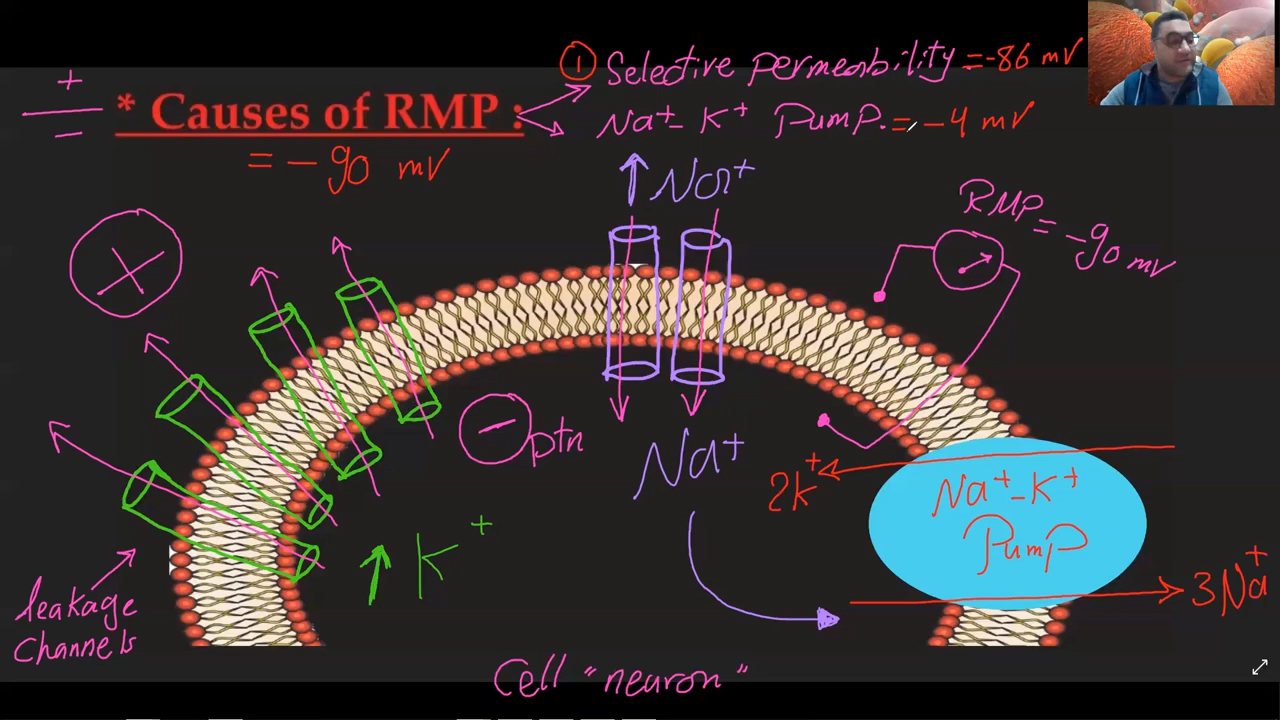 ① Selective permeability = -86 mV
+
* Causes of RMP :
Na+- K+ Pump. = - 4 mV
-
= - 90 mV
↑ Na+
RMP = -90 mV
+
- ptn
Na+
2K+
Na+-K+
Pump
↑ K+
3Na+
leakage
channels
Cell "neuron"